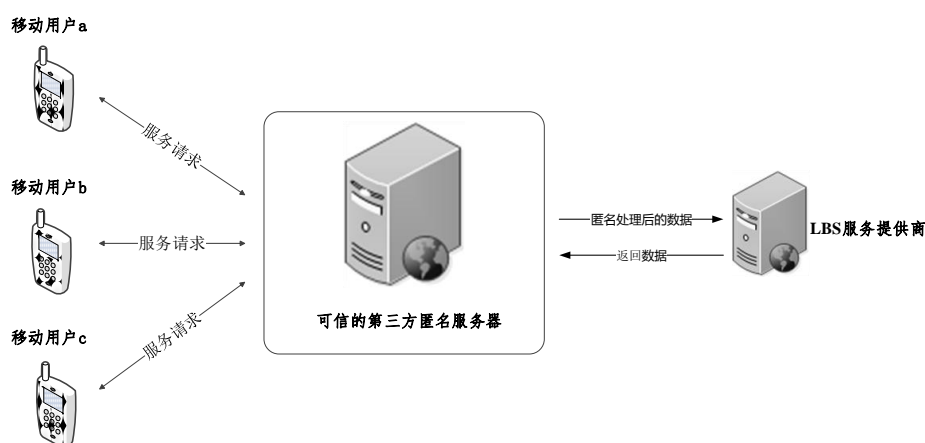 移动用户a
服务请求
移动用户b
服务请求
移动用户c
服务请求
可信的第三方匿名服务器
匿名处理后的数据
返回数据
LBS服务提供商